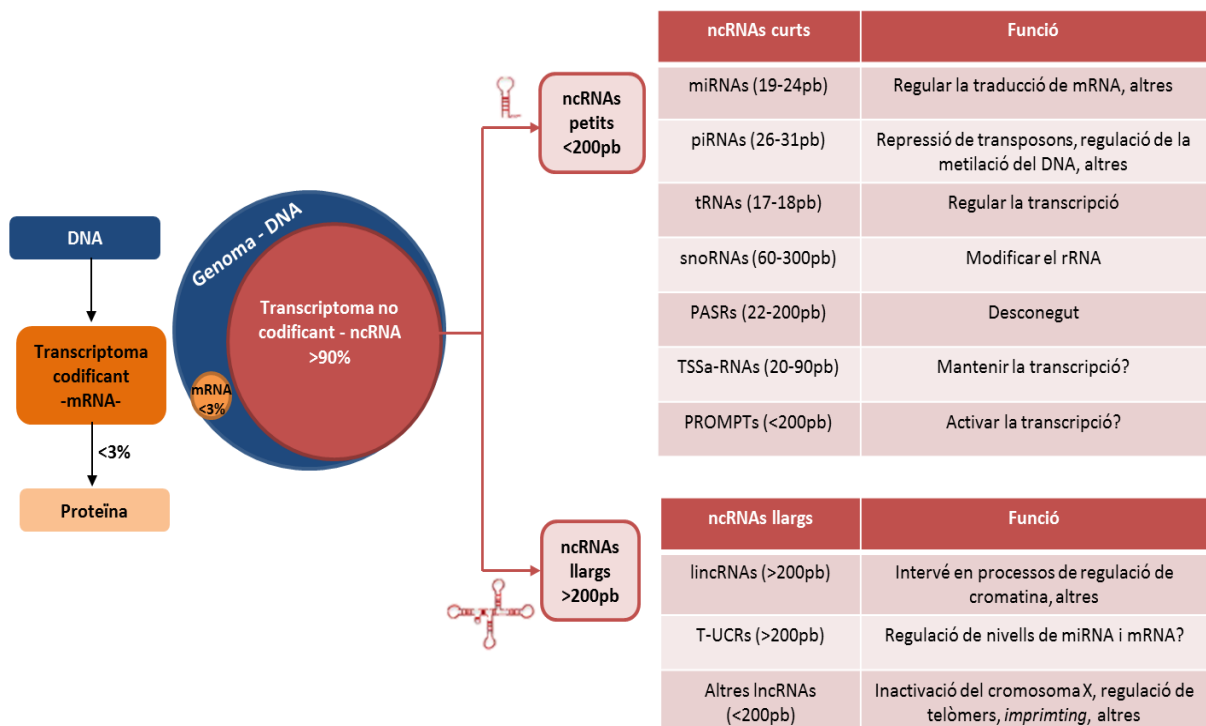 DNA
Transcriptoma
codificant
-mRNA-
<3%
Proteïna
Genoma - DNA
Transcriptoma no
codificant - ncRNA
>90%
mRNA
<3%
ncRNAs
petits
<200pb
ncRNAs
llargs
>200pb
ncRNAs curts Funció
miRNAs (19-24pb) Regular la traducció de mRNA, altres
piRNAs (26-31pb) Repressió de transposons, regulació de la
metilació del DNA, altres
tRNAs (17-18pb) Regular la transcripció
snoRNAs (60-300pb) Modificar el rRNA
PASRs (22-200pb) Desconegut
TSSa-RNAs (20-90pb) Mantenir la transcripció?
PROMPTs (<200pb) Activar la transcripció?
ncRNAs llargs Funció
lincRNAs (>200pb) Intervé en processos de regulació de
cromatina, altres
T-UCRs (>200pb) Regulació de nivells de miRNA i mRNA?
Altres lncRNAs Inactivació del cromosoma X, regulació de
(<200pb) telòmers, imprimting, altres